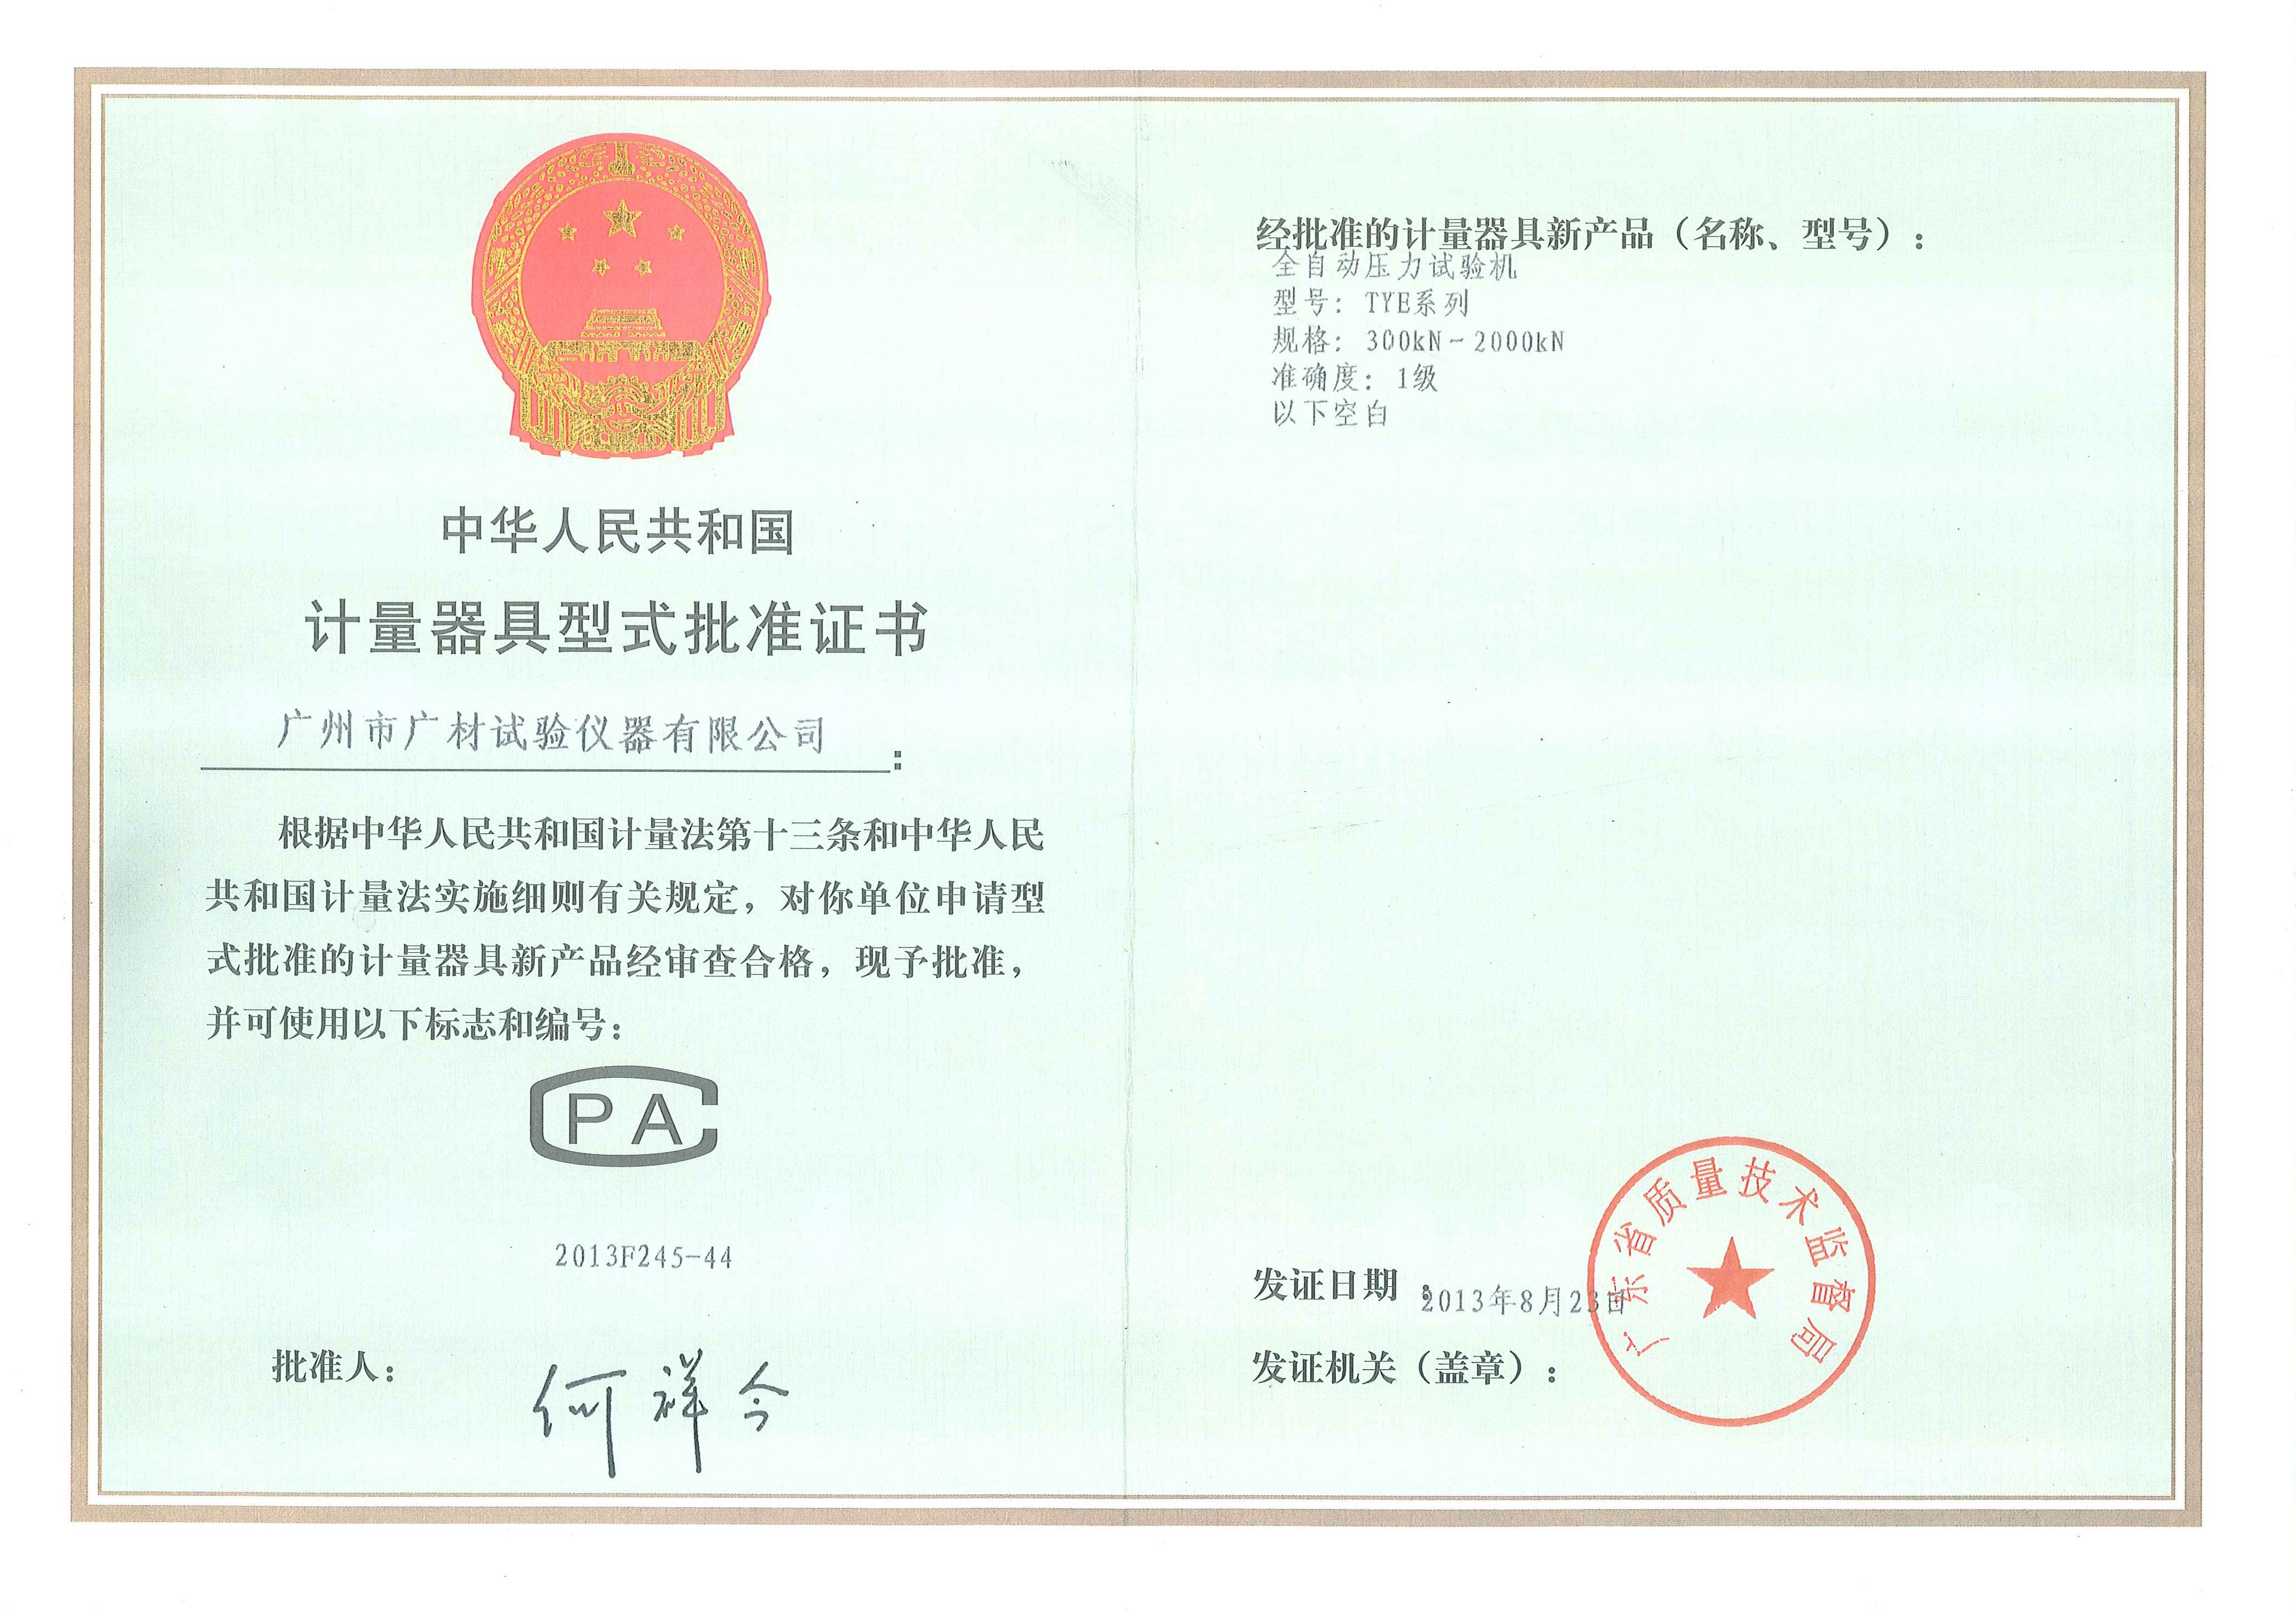 中华人民共和国
计量器具型式批准证书
广州市广材试验仪器有限公司：
根据中华人民共和国计量法第十三条和中华人民
共和国计量法实施细则有关规定，对你单位申请型
式批准的计量器具新产品经审查合格，现予批准，
并可使用以下标志和编号：
PA
2013F245-44
批准人：
何祥今
经批准的计量器具新产品（名称、型号）：
全自动压力试验机
型号：TYE系列
规格：300kN～2000kN
准确度：1级
以下空白
发证日期：2013年8月23日
发证机关（盖章）：
广东省质量技术监督局